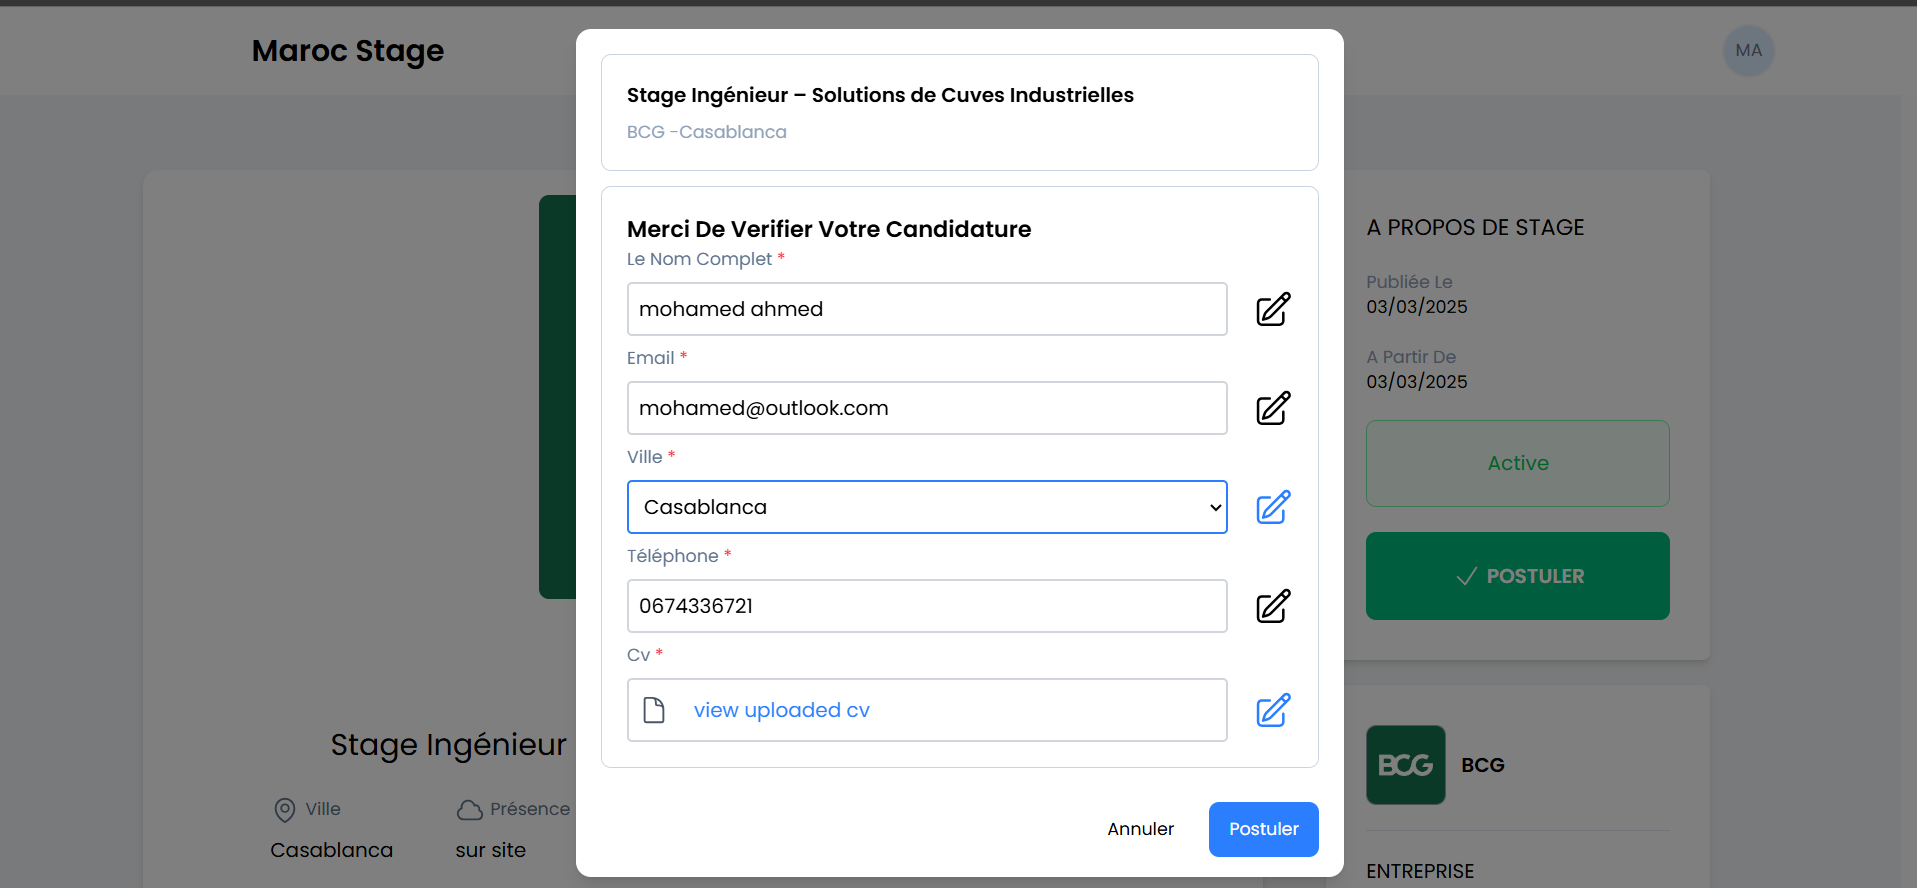 Maroc Stage
MA
Stage Ingénieur – Solutions de Cuves Industrielles
BCG -Casablanca
Merci De Verifier Votre Candidature
Le Nom Complet *
mohamed ahmed
Email *
mohamed@outlook.com
Ville *
Casablanca
Téléphone *
0674336721
Cv *
view uploaded cv
Annuler
Postuler
Stage Ingénieur
Ville
Présence
Casablanca
sur site
A PROPOS DE STAGE
Publiée Le
03/03/2025
A Partir De
03/03/2025
Active
POSTULER
BCG
BCG
ENTREPRISE